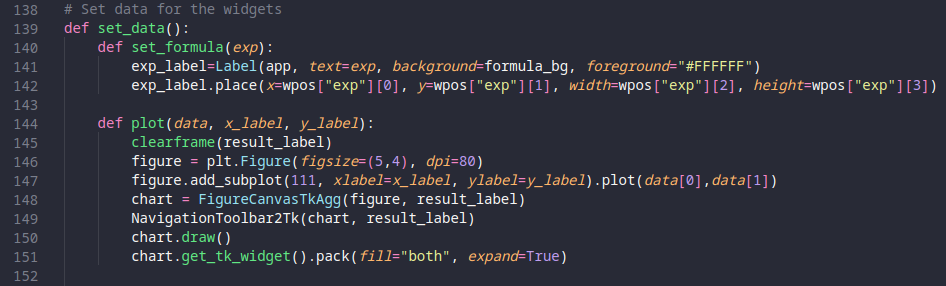 138 # Set data for the widgets
139 def set_data():
140     def set_formula(exp):
141         exp_label=Label(app, text=exp, background=formula_bg, foreground="#FFFFFF")
142         exp_label.place(x=wpos["exp"][0], y=wpos["exp"][1], width=wpos["exp"][2], height=wpos["exp"][3])
143
144     def plot(data, x_label, y_label):
145         clearframe(result_label)
146         figure = plt.Figure(figsize=(5,4), dpi=80)
147         figure.add_subplot(111, xlabel=x_label, ylabel=y_label).plot(data[0],data[1])
148         chart = FigureCanvasTkAgg(figure, result_label)
149         NavigationToolbar2Tk(chart, result_label)
150         chart.draw()
151         chart.get_tk_widget().pack(fill="both", expand=True)
152